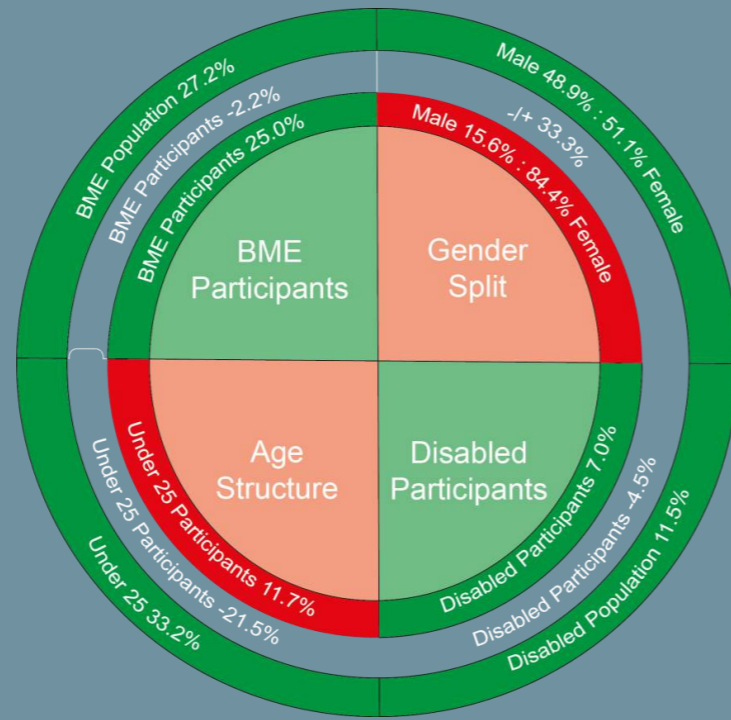 BME Population 27.2%
BME Participants -2.2%
BME Participants 25.0%
BME
Participants
Male 48.9% : 51.1% Female
-/+ 33.3%
Male 15.6% : 84.4% Female
Gender
Split
Age
Structure
Under 25 Participants 11.7%
Under 25 Participants -21.5%
Under 25 33.2%
Disabled
Participants
Disabled Participants 7.0%
Disabled Participants -4.5%
Disabled Population 11.5%